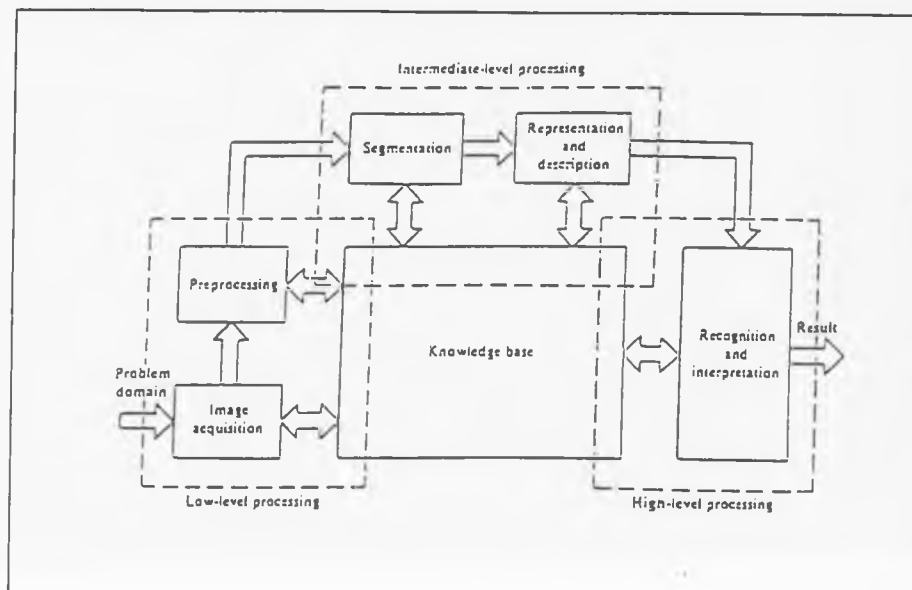 Intermediate-level processing
Segmentation
Representation
and
description
Preprocessing
Knowledge base
Recognition
and
interpretation
Result
Problem
domain
Image
acquisition
Low-level processing
High-level processing